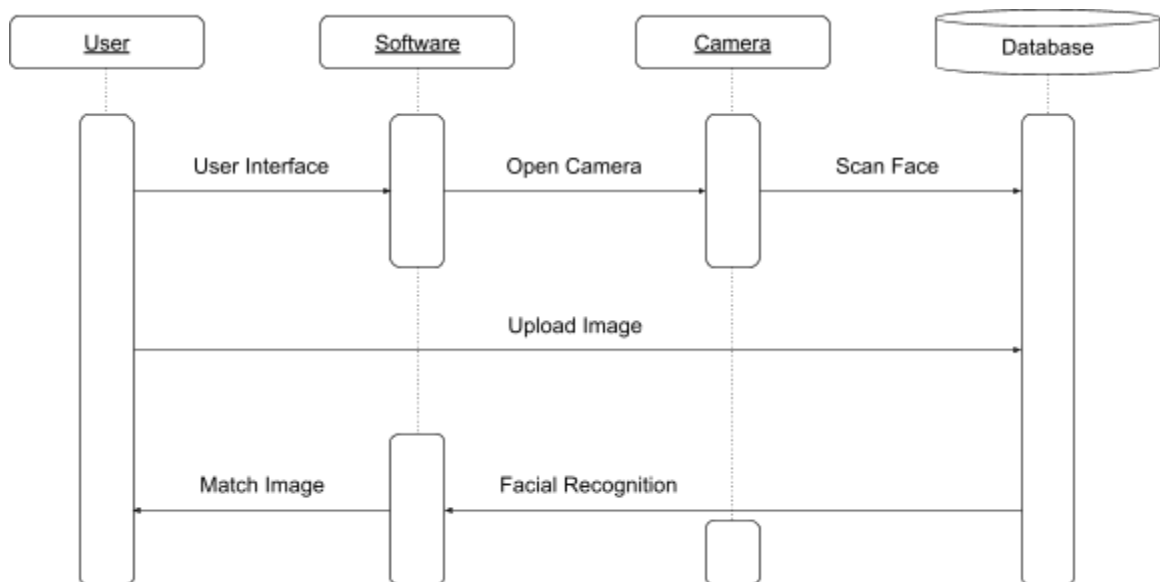 User
Software
Camera
Database
User Interface
Open Camera
Scan Face
Upload Image
Match Image
Facial Recognition